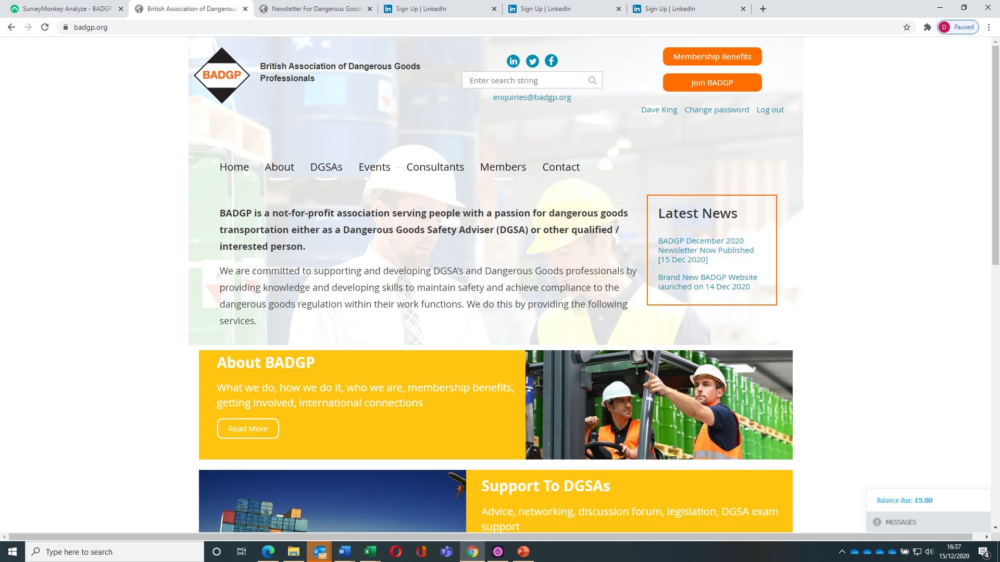 SurveyMonkey Analyze - BADGP
British Association of Dangerous
Newsletter For Dangerous Goods
Sign Up | LinkedIn
Sign Up | LinkedIn
Sign Up | LinkedIn
badgp.org
D Paused
BADGP
British Association of Dangerous Goods
Professionals
Enter search string
enquiries@badgp.org
Membership Benefits
Join BADGP
Dave King Change password Log out
Home About DGSAs Events Consultants Members Contact
BADGP is a not-for-profit association serving people with a passion for dangerous goods
transportation either as a Dangerous Goods Safety Adviser (DGSA) or other qualified /
interested person.
We are committed to supporting and developing DGSA's and Dangerous Goods professionals by
providing knowledge and developing skills to maintain safety and achieve compliance to the
dangerous goods regulation within their work functions. We do this by providing the following
services.
Latest News
BADGP December 2020
Newsletter Now Published
[15 Dec 2020]
Brand New BADGP Website
launched on 14 Dec 2020
About BADGP
What we do, how we do it, who we are, membership benefits,
getting involved, international connections
Read More
Support To DGSAs
Advice, networking, discussion forum, legislation, DGSA exam
support
Balance due: £5.00
MESSAGES
Type here to search
16:37
15/12/2020
4